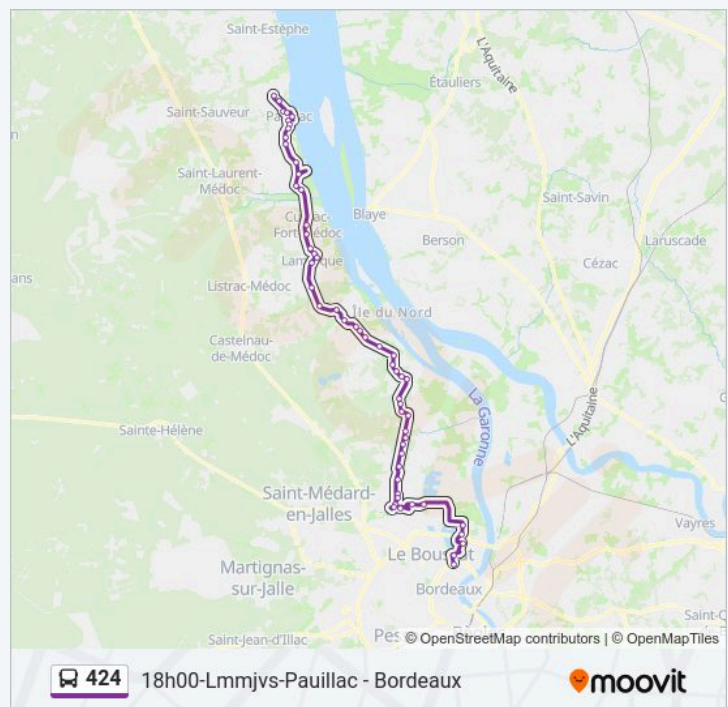 Saint-Estèphe
L'Aquitaine
Étauliers
Saint-Sauveur
Saint-Laurent-
Médoc
Saint-Savin
Blaye
Laruscade
Berson
Cézac
Listrac-Médoc
Île du Nord
Castelnau-
de-Médoc
La Garonne
L'Aquitaine
Sainte-Hélène
Saint-Médard-
en-Jalles
Vayres
Martignas-
sur-Jalle
Bordeaux
Saint-Jean-d'Illac
© OpenStreetMap contributors | © OpenMapTiles
424 18h00-Lmmjvs-Pauillac - Bordeaux
moovit